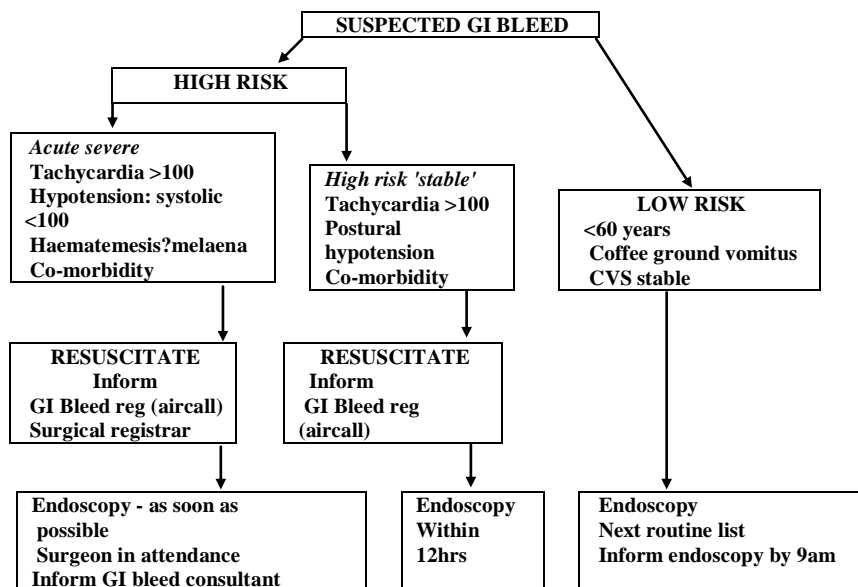 SUSPECTED GI BLEED
HIGH RISK
Acute severe
Tachycardia >100
Hypotension: systolic
<100
Haematemesis?melaena
Co-morbidity
High risk 'stable'
Tachycardia >100
Postural
hypotension
Co-morbidity
LOW RISK
<60 years
Coffee ground vomitus
CVS stable
RESUSCITATE
Inform
GI Bleed reg (aircall)
Surgical registrar
RESUSCITATE
Inform
GI Bleed reg
(aircall)
Endoscopy - as soon as
possible
Surgeon in attendance
Inform GI bleed consultant
Endoscopy
Within
12hrs
Endoscopy
Next routine list
Inform endoscopy by 9am